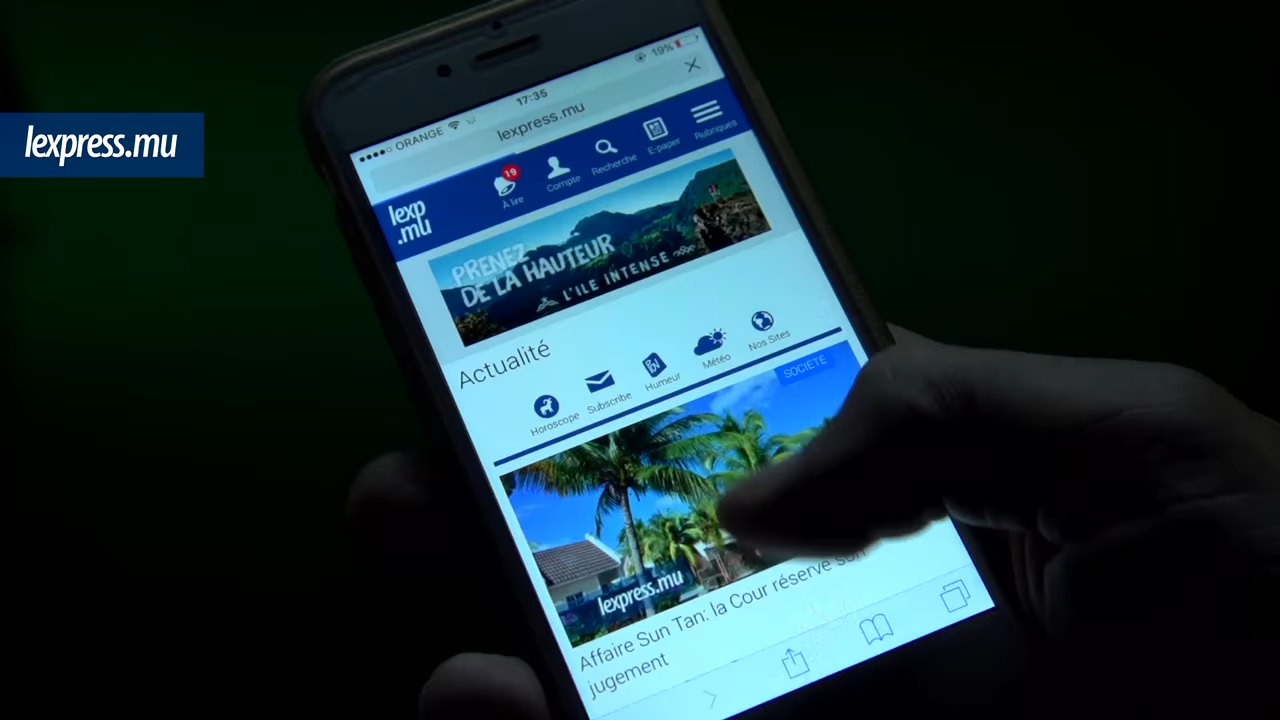 lexpress.mu
ORANGE
17:35
19%
lexpress.mu
lexp
.mu
19
À lire
Compte
Recherche
E-paper
Rubriques
PRENEZ
DE LA HAUTEUR
L'ILE INTENSE
Actualité
Horoscope
Subscribe
Humeur
Météo
Nos Sites
SOCIÉTÉ
lexpress.mu
Affaire Sun Tan: la Cour réserve son
jugement